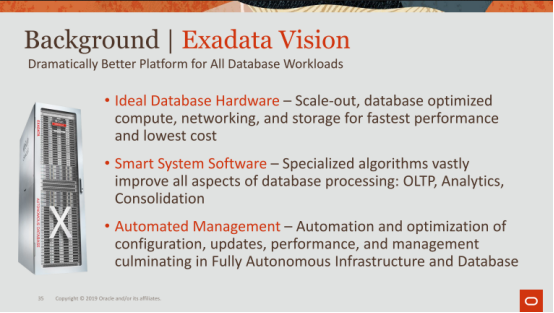 Background | Exadata Vision
Dramatically Better Platform for All Database Workloads
• Ideal Database Hardware – Scale-out, database optimized
compute, networking, and storage for fastest performance
and lowest cost
• Smart System Software – Specialized algorithms vastly
improve all aspects of database processing: OLTP, Analytics,
Consolidation
• Automated Management – Automation and optimization of
configuration, updates, performance, and management
culminating in Fully Autonomous Infrastructure and Database
AUTONOMOUS DATABASE
X
Copyright © 2019 Oracle and/or its affiliates.